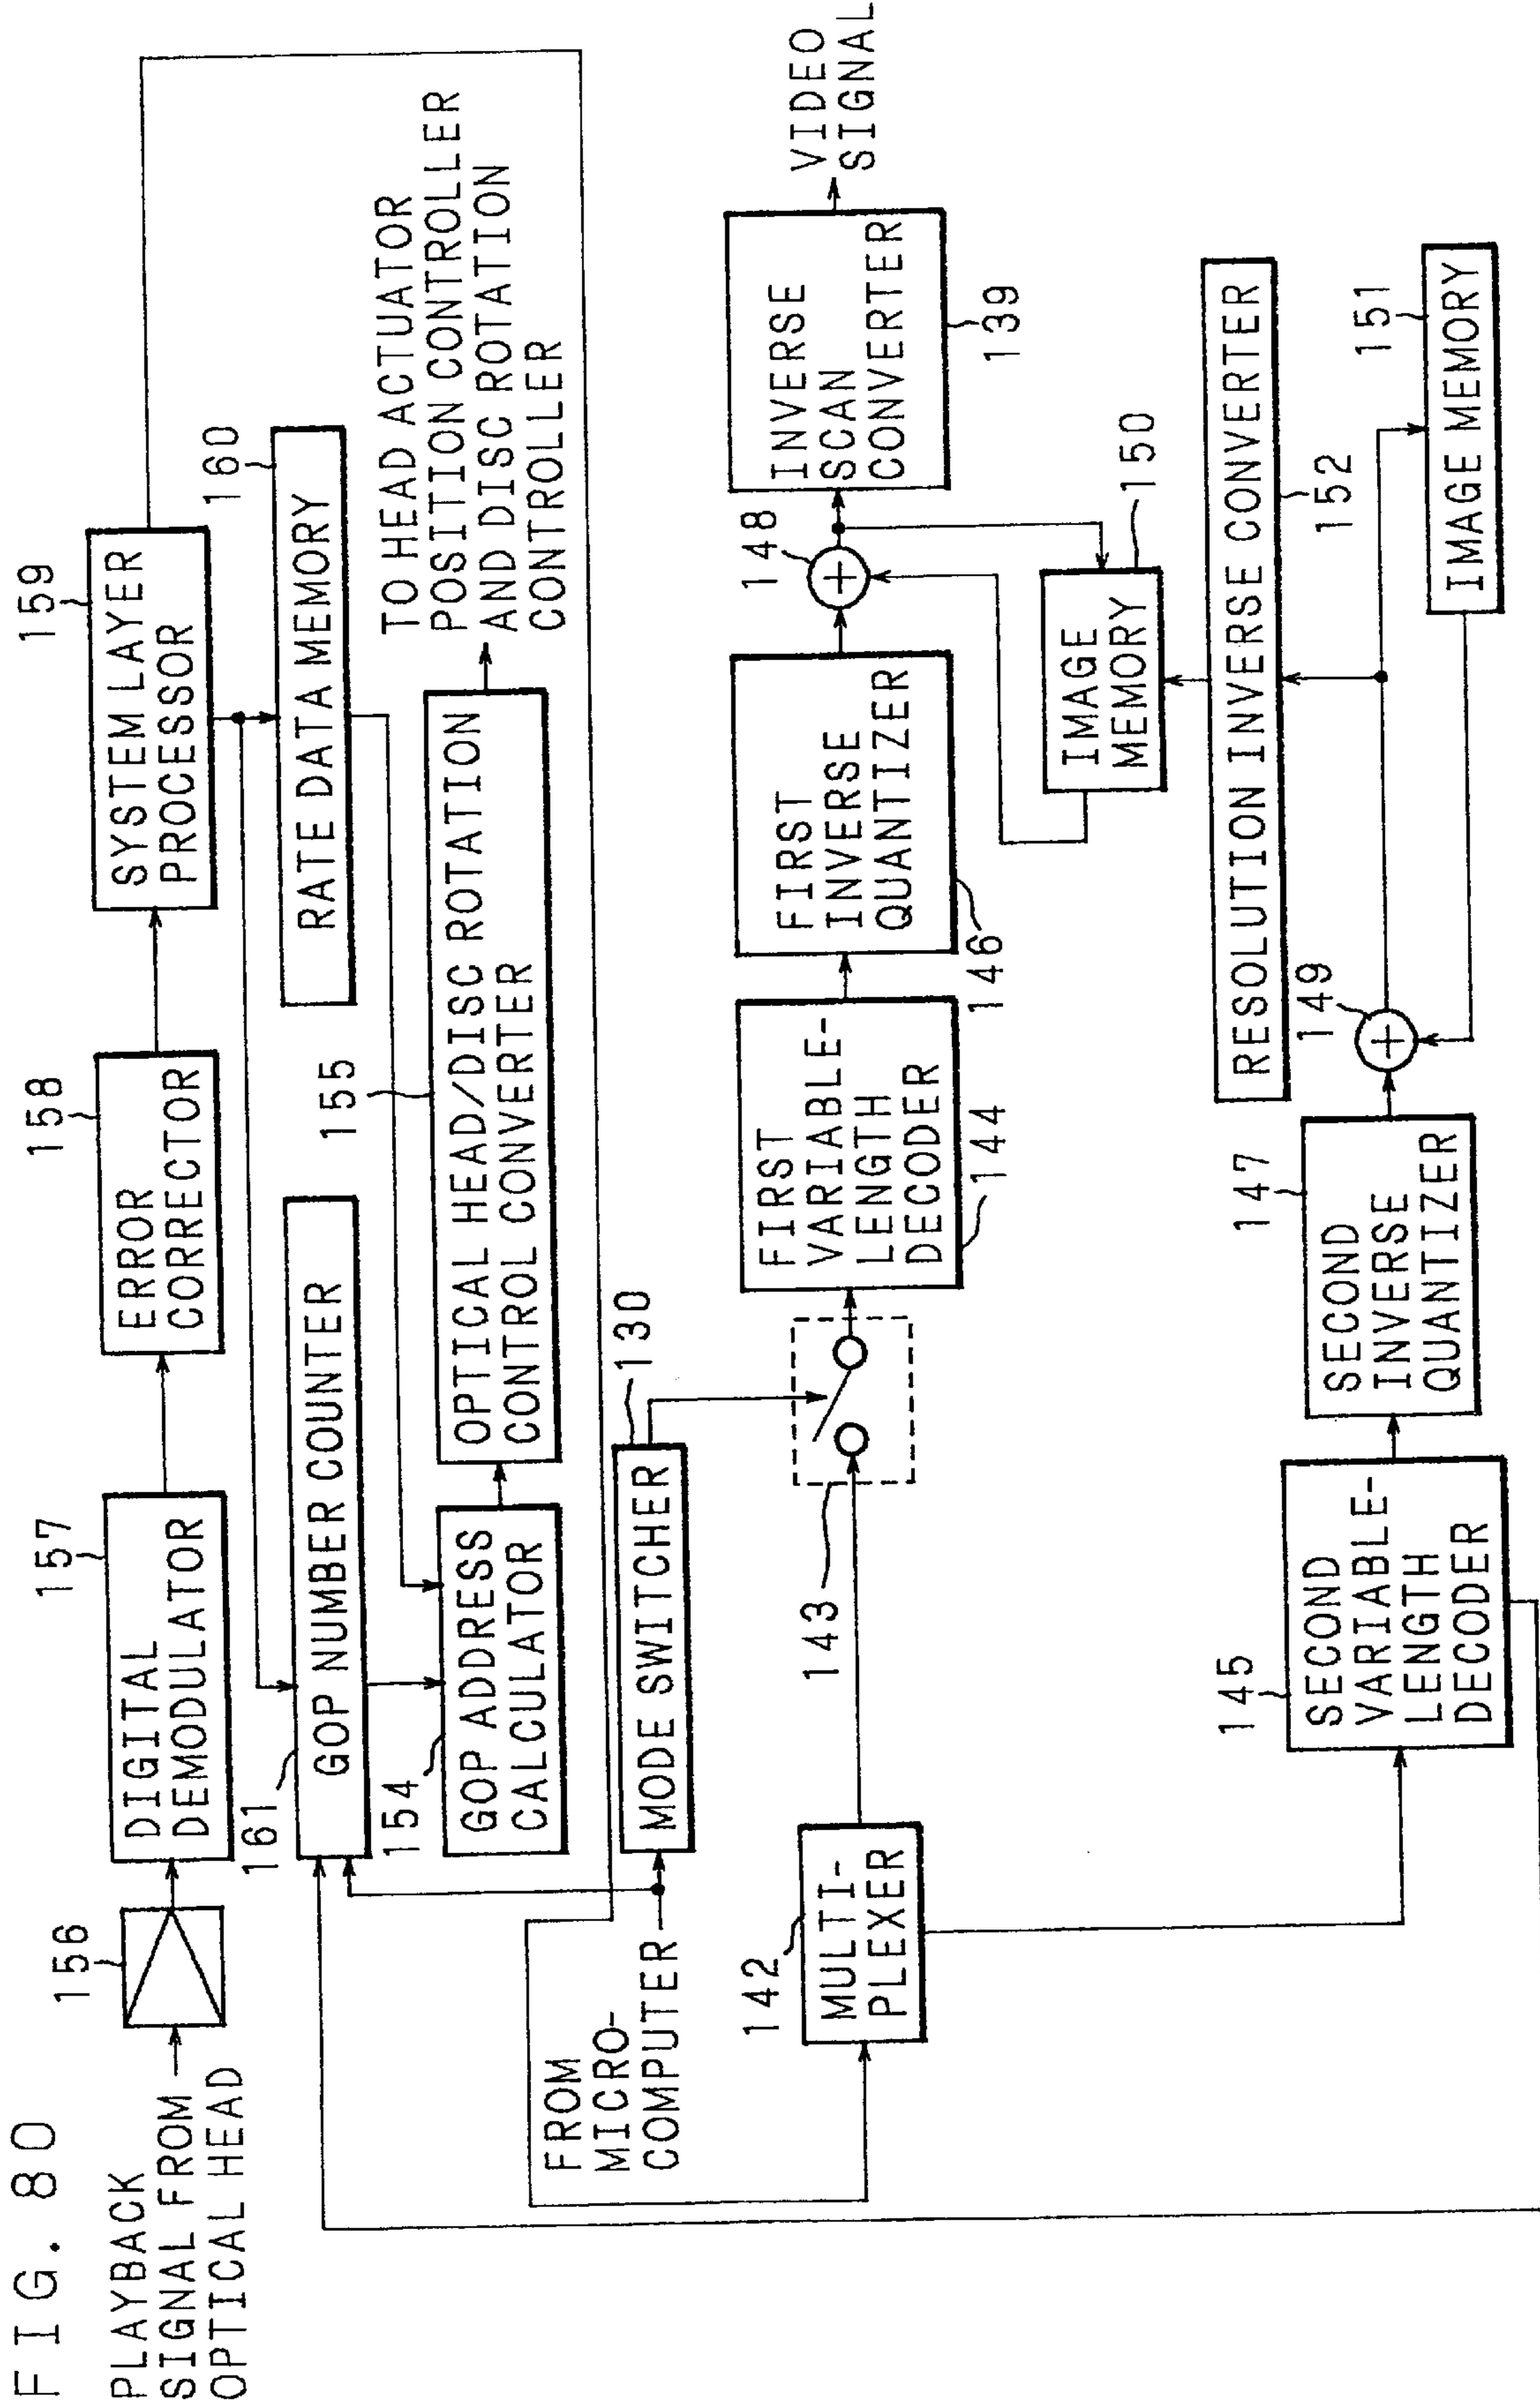 FIG. 80
PLAYBACK
SIGNAL FROM
OPTICAL HEAD
156
157
DIGITAL
DEMODULATOR
158
ERROR
CORRECTOR
159
SYSTEM LAYER
PROCESSOR
161
GOP NUMBER COUNTER
160
RATE DATA MEMORY
154
GOP ADDRESS
CALCULATOR
155
OPTICAL HEAD/DISC ROTATION
CONTROL CONVERTER
TO HEAD ACTUATOR
POSITION CONTROLLER
AND DISC ROTATION
CONTROLLER
FROM
MICRO-
COMPUTER
130
MODE SWITCHER
142
MULTI-
PLEXER
143
FIRST
VARIABLE-
LENGTH
DECODER
144
FIRST
INVERSE
QUANTIZER
146
148
INVERSE
SCAN
CONVERTER
139
VIDEO
SIGNAL
IMAGE
MEMORY
150
RESOLUTION INVERSE CONVERTER
152
145
SECOND
VARIABLE-
LENGTH
DECODER
147
SECOND
INVERSE
QUANTIZER
149
151
IMAGE MEMORY